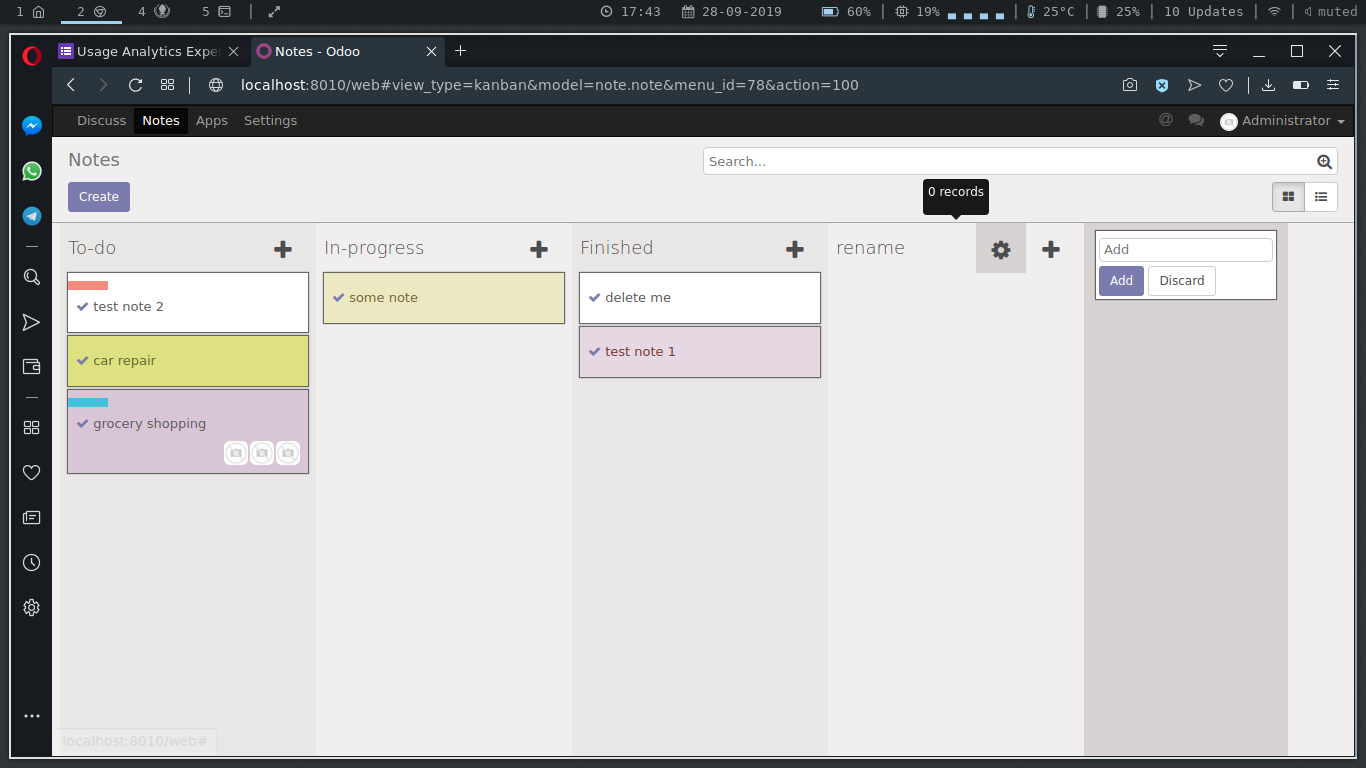 1 2 4 5 17:43 28-09-2019 60% 19% 25°C 25% 10 Updates muted
Usage Analytics Expe Notes - Odoo
localhost:8010/web#view_type=kanban&model=note.note&menu_id=78&action=100
Discuss Notes Apps Settings @ Administrator
Notes Search...
Create 0 records
To-do In-progress Finished rename Add
Add Discard
test note 2 some note delete me
car repair test note 1
grocery shopping
localhost:8010/web#